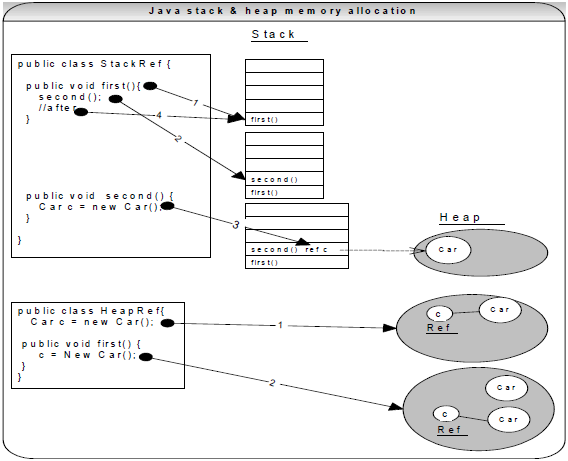 Java stack & heap memory allocation
Stack
public class StackRef {
public void first(){
second();
//after
}
public void second() {
Car c = new Car();
}
}
1
4
2
3
first()
second()
first()
second() ref c
first()
Heap
Car
public class HeapRef{
Car c = new Car();
public void first() {
c = New Car();
}
}
1
2
c
Car
Ref
Car
c
Car
Ref